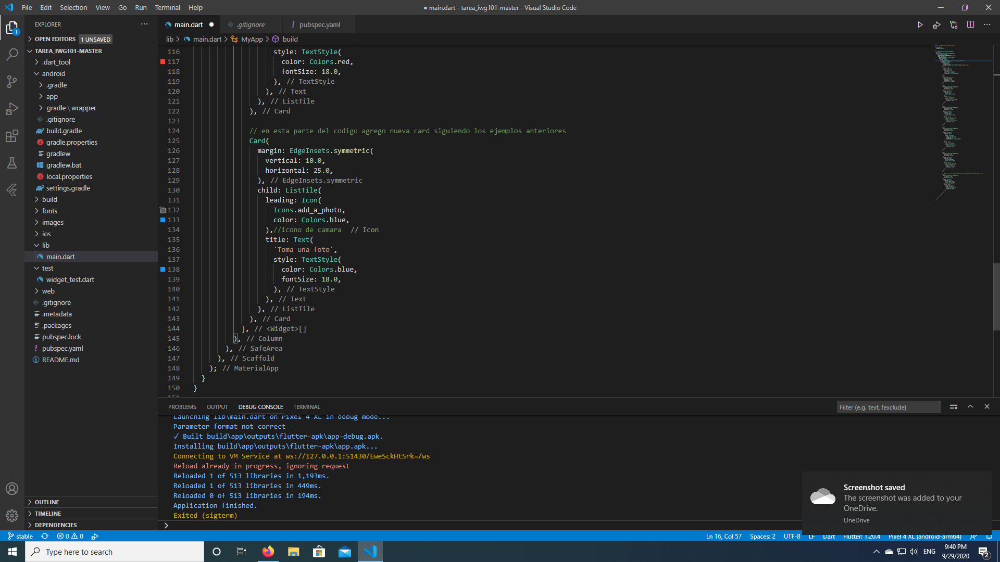 File Edit Selection View Go Run Terminal Help
● main.dart - tarea_iwg101-master - Visual Studio Code
EXPLORER
main.dart
.gitignore
! pubspec.yaml
OPEN EDITORS 1 UNSAVED
lib > main.dart > MyApp > build
TAREA_IWG101-MASTER
.dart_tool
android
.gradle
app
gradle \ wrapper
.gitignore
build.gradle
gradle.properties
gradlew
gradlew.bat
local.properties
settings.gradle
build
fonts
images
ios
lib
main.dart
test
widget_test.dart
web
.gitignore
.metadata
.packages
pubspec.lock
! pubspec.yaml
README.md
OUTLINE
TIMELINE
DEPENDENCIES
116 style: TextStyle(
117 color: Colors.red,
118 fontSize: 18.0,
119 ), // TextStyle
120 ), // Text
121 ), // ListTile
122 ), // Card
123
124 // en esta parte del codigo agrego nueva card siguiendo los ejemplos anteriores
125 Card(
126 margin: EdgeInsets.symmetric(
127 vertical: 10.0,
128 horizontal: 25.0,
129 ), // EdgeInsets.symmetric
130 child: ListTile(
131 leading: Icon(
132 Icons.add_a_photo,
133 color: Colors.blue,
134 ),//icono de camara // Icon
135 title: Text(
136 'Toma una foto',
137 style: TextStyle(
138 color: Colors.blue,
139 fontSize: 18.0,
140 ), // TextStyle
141 ), // Text
142 ), // ListTile
143 ), // Card
144 ], // <Widget>[]
145 ), // Column
146 ), // SafeArea
147 ), // Scaffold
148 ); // MaterialApp
149 }
150 }
151
PROBLEMS OUTPUT DEBUG CONSOLE TERMINAL
Filter (e.g. text, !exclude)
Launching lib\main.dart on Pixel 4 XL in debug mode...
Parameter format not correct -
✓ Built build\app\outputs\flutter-apk\app-debug.apk.
Installing build\app\outputs\flutter-apk\app.apk...
Connecting to VM Service at ws://127.0.0.1:51430/EweSckHtSrk=/ws
Reload already in progress, ignoring request
Reloaded 1 of 513 libraries in 1,193ms.
Reloaded 1 of 513 libraries in 449ms.
Reloaded 0 of 513 libraries in 194ms.
Application finished.
Exited (sigterm)
Screenshot saved
The screenshot was added to your
OneDrive.
OneDrive
stable 0 0
Ln 16, Col 57 Spaces: 2 UTF-8 LF Dart Flutter: 1.20.4 Pixel 4 XL (android-arm64)
Type here to search
ENG
9:40 PM
9/29/2020
2
1